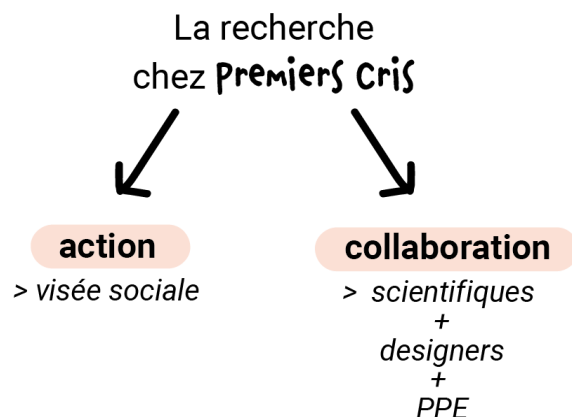 La recherche
chez Premiers Cris
action
> visée sociale
collaboration
> scientifiques
+
designers
+
PPE